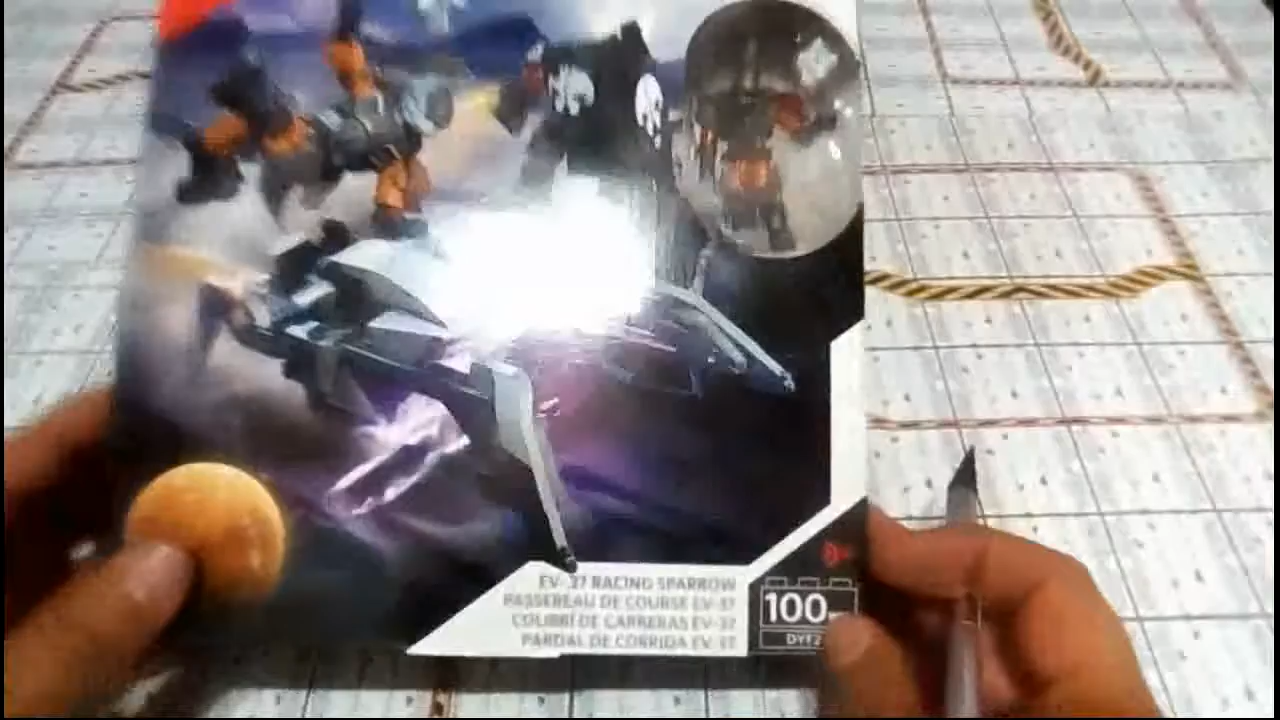 EV-37 RACING SPARROW
PASSEREAU DE COURSE EV-37
COLIBRÍ DE CARRERAS EV-37
PARDAL DE CORRIDA EV-37
100
DYF2